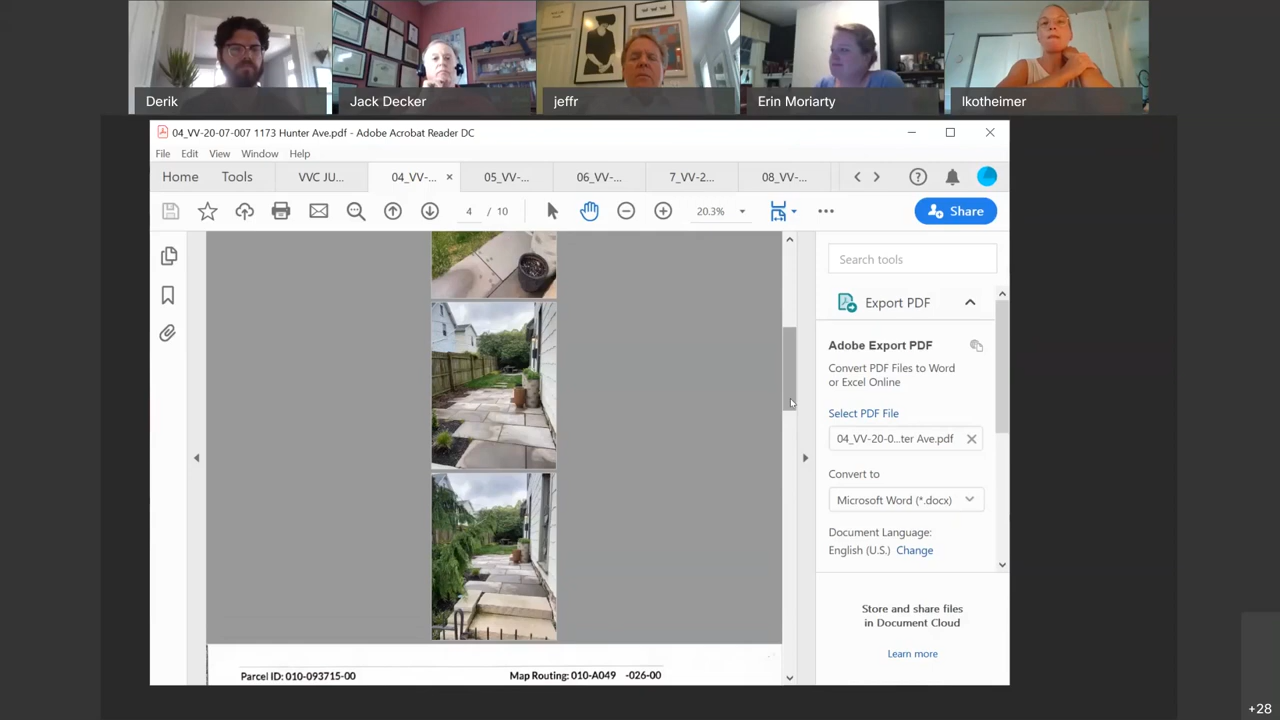 Derik
Jack Decker
jeffr
Erin Moriarty
lkotheimer
04_VV-20-07-007 1173 Hunter Ave.pdf - Adobe Acrobat Reader DC
File Edit View Window Help
Home Tools VVC JU... 04_VV-... 05_VV-... 06_VV-... 7_VV-2... 08_VV-...
4 / 10 20.3% Share
Search tools
Export PDF
Adobe Export PDF
Convert PDF Files to Word
or Excel Online
Select PDF File
04_VV-20-0...ter Ave.pdf
Convert to
Microsoft Word (*.docx)
Document Language:
English (U.S.) Change
Store and share files
in Document Cloud
Learn more
Parcel ID: 010-093715-00 Map Routing: 010-A049 -026-00
+28